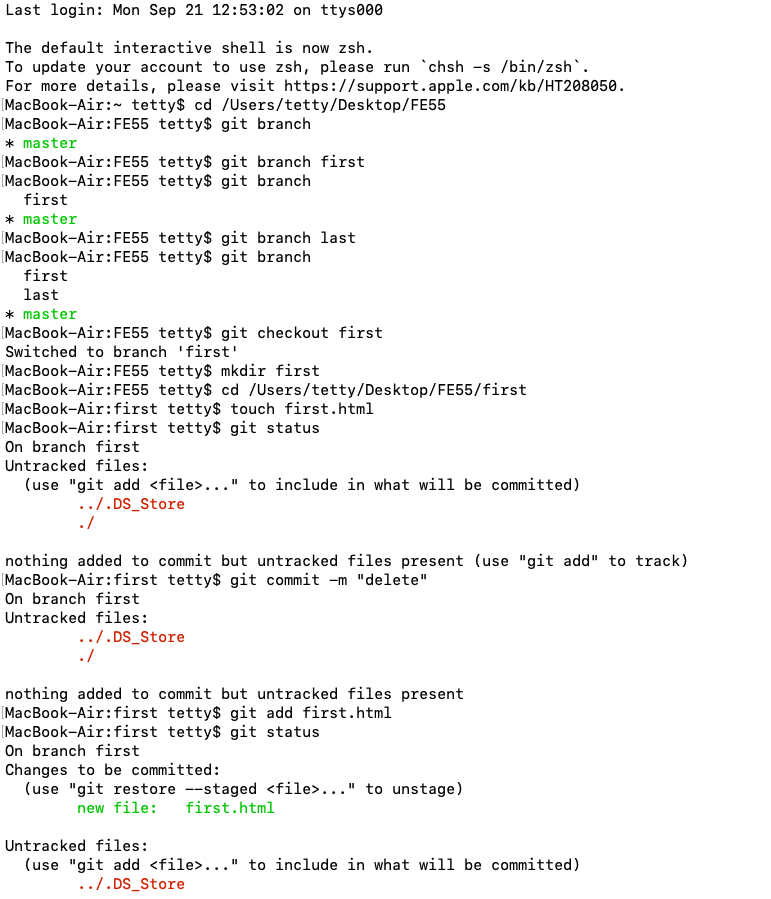 Last login: Mon Sep 21 12:53:02 on ttys000
The default interactive shell is now zsh.
To update your account to use zsh, please run `chsh -s /bin/zsh`.
For more details, please visit https://support.apple.com/kb/HT208050.
[MacBook-Air:~ tetty$ cd /Users/tetty/Desktop/FE55
[MacBook-Air:FE55 tetty$ git branch
* master
[MacBook-Air:FE55 tetty$ git branch first
[MacBook-Air:FE55 tetty$ git branch
  first
* master
[MacBook-Air:FE55 tetty$ git branch last
[MacBook-Air:FE55 tetty$ git branch
  first
  last
* master
[MacBook-Air:FE55 tetty$ git checkout first
Switched to branch 'first'
[MacBook-Air:FE55 tetty$ mkdir first
[MacBook-Air:FE55 tetty$ cd /Users/tetty/Desktop/FE55/first
[MacBook-Air:first tetty$ touch first.html
[MacBook-Air:first tetty$ git status
On branch first
Untracked files:
  (use "git add <file>..." to include in what will be committed)
        ../.DS_Store
        ./
nothing added to commit but untracked files present (use "git add" to track)
[MacBook-Air:first tetty$ git commit -m "delete"
On branch first
Untracked files:
        ../.DS_Store
        ./
nothing added to commit but untracked files present
[MacBook-Air:first tetty$ git add first.html
[MacBook-Air:first tetty$ git status
On branch first
Changes to be committed:
  (use "git restore --staged <file>..." to unstage)
        new file:   first.html
Untracked files:
  (use "git add <file>..." to include in what will be committed)
        ../.DS_Store